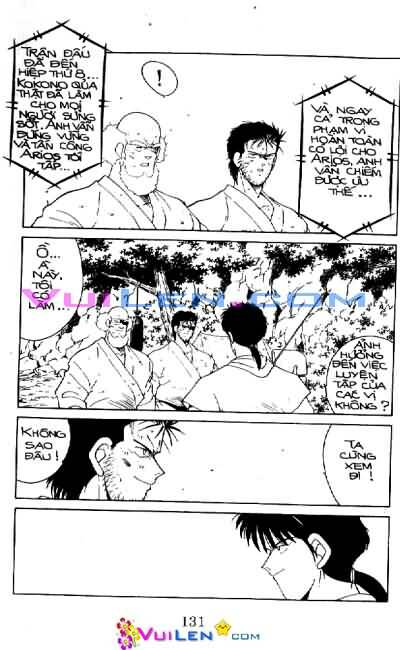 TRẬN ĐẤU
ĐÃ ĐẾN
HIỆP THỨ 8...
KOKONO QỦA
THẬT ĐÃ LÀM
CHO MỌI
NGƯỜI SỬNG
SỐT. ANH VẪN
ĐỨNG VỮNG
VÀ TẤN CÔNG
ARIOS TỚI
TẤP...
!
VÀ NGAY
CẢ TRONG
PHẠM VI
HOÀN TOÀN
CÓ LỢI CHO
ARIOS, ANH
VẪN CHIẾM
ĐƯỢC ƯU
THẾ...
Ồ...
À
NÀY,
TÔI
CÓ
LÀM...
VUILEN.COM
ẢNH
HƯỞNG
ĐẾN VIỆC
LUYỆN
TẬP CỦA
CÁC VỊ
KHÔNG?
KHÔNG
SAO
ĐÂU!
TA
CÙNG
XEM
ĐI!
131
VUILEN.COM